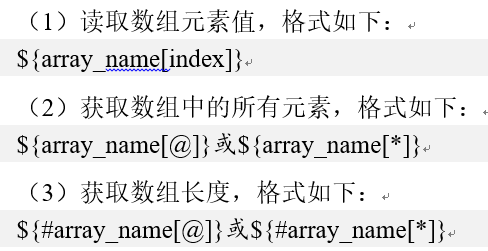 （1）读取数组元素值，格式如下：
${array_name[index]}
（2）获取数组中的所有元素，格式如下：
${array_name[@]}或${array_name[*]}
（3）获取数组长度，格式如下：
${#array_name[@]}或${#array_name[*]}